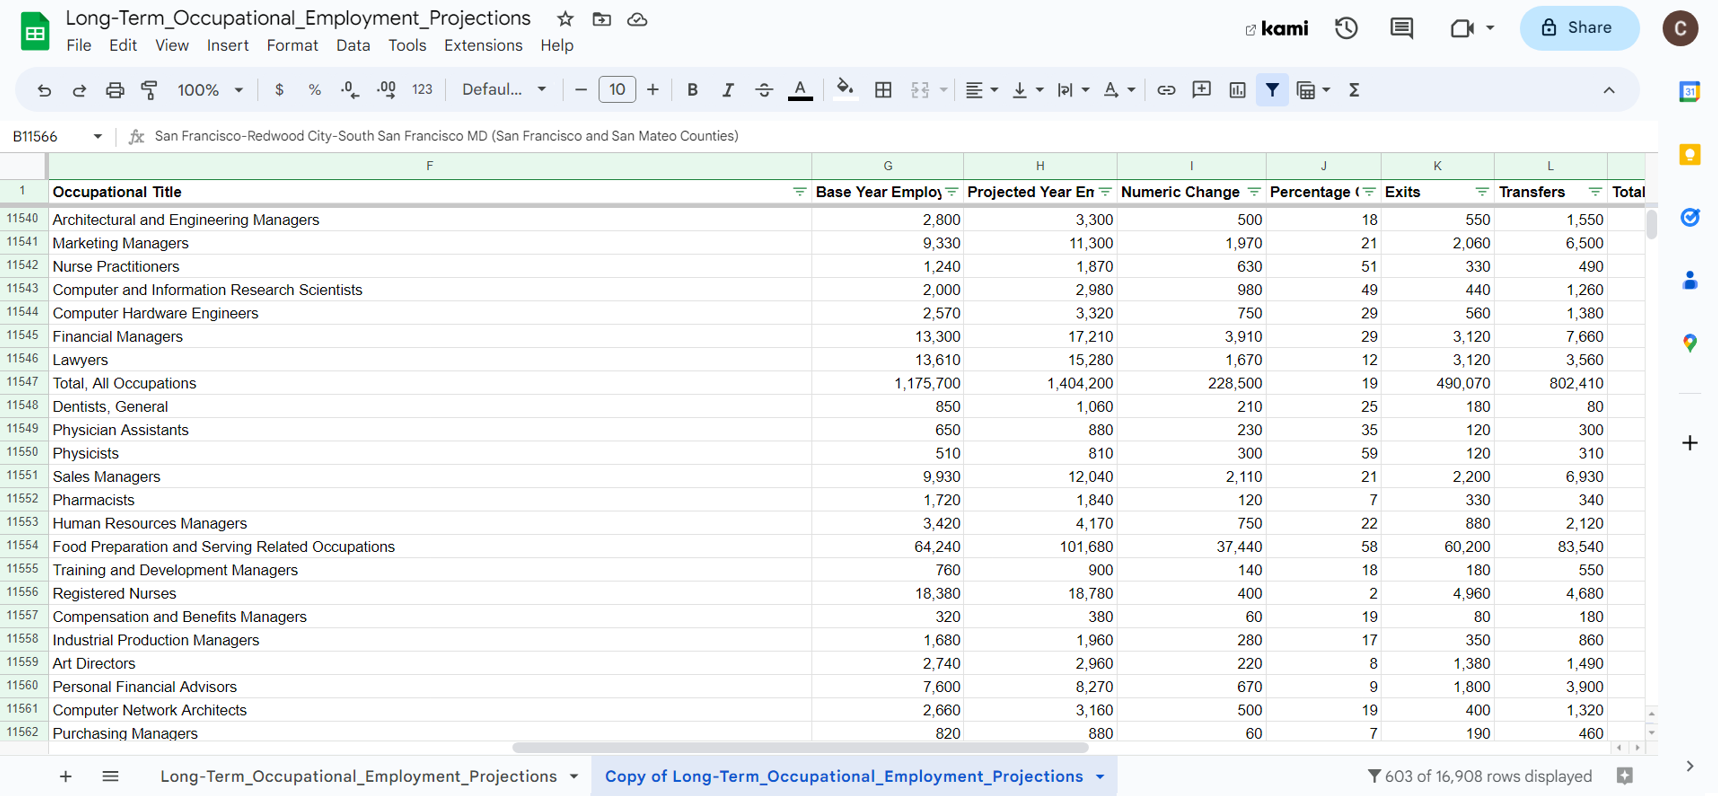 Long-Term_Occupational_Employment_Projections
kami
Share
C
File Edit View Insert Format Data Tools Extensions Help
100% $ % .0 .00 123 Defaul... 10 B I A Σ
31
B11566 fx San Francisco-Redwood City-South San Francisco MD (San Francisco and San Mateo Counties)
F G H I J K L
1 Occupational Title Base Year Employ Projected Year En Numeric Change Percentage Exits Transfers Total
11540 Architectural and Engineering Managers 2,800 3,300 500 18 550 1,550
11541 Marketing Managers 9,330 11,300 1,970 21 2,060 6,500
11542 Nurse Practitioners 1,240 1,870 630 51 330 490
11543 Computer and Information Research Scientists 2,000 2,980 980 49 440 1,260
11544 Computer Hardware Engineers 2,570 3,320 750 29 560 1,380
11545 Financial Managers 13,300 17,210 3,910 29 3,120 7,660
11546 Lawyers 13,610 15,280 1,670 12 3,120 3,560
11547 Total, All Occupations 1,175,700 1,404,200 228,500 19 490,070 802,410
11548 Dentists, General 850 1,060 210 25 180 80
11549 Physician Assistants 650 880 230 35 120 300
11550 Physicists 510 810 300 59 120 310
11551 Sales Managers 9,930 12,040 2,110 21 2,200 6,930
11552 Pharmacists 1,720 1,840 120 7 330 340
11553 Human Resources Managers 3,420 4,170 750 22 880 2,120
11554 Food Preparation and Serving Related Occupations 64,240 101,680 37,440 58 60,200 83,540
11555 Training and Development Managers 760 900 140 18 180 550
11556 Registered Nurses 18,380 18,780 400 2 4,960 4,680
11557 Compensation and Benefits Managers 320 380 60 19 80 180
11558 Industrial Production Managers 1,680 1,960 280 17 350 860
11559 Art Directors 2,740 2,960 220 8 1,380 1,490
11560 Personal Financial Advisors 7,600 8,270 670 9 1,800 3,900
11561 Computer Network Architects 2,660 3,160 500 19 400 1,320
11562 Purchasing Managers 820 880 60 7 190 460
Long-Term_Occupational_Employment_Projections Copy of Long-Term_Occupational_Employment_Projections 603 of 16,908 rows displayed